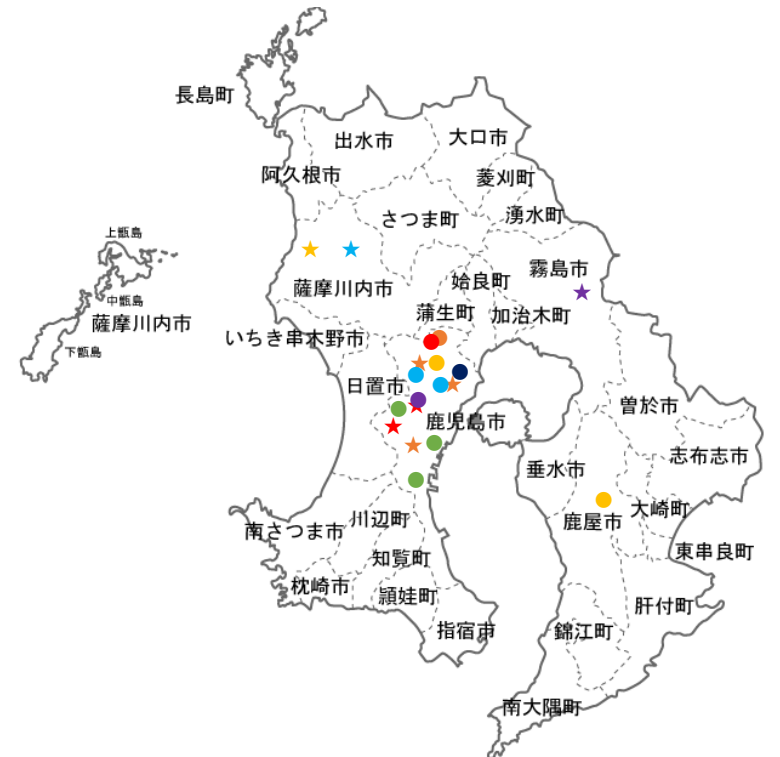 長島町
出水市
大口市
阿久根市
菱刈町
さつま町
湧水町
上甑島
霧島市
姶良町
薩摩川内市
中甑島
蒲生町
加治木町
薩摩川内市
いちき串木野市
下甑島
日置市
曽於市
鹿児島市
志布志市
垂水市
大崎町
川辺町
鹿屋市
南さつま市
東串良町
知覧町
枕崎市
頴娃町
肝付町
指宿市
錦江町
南大隅町